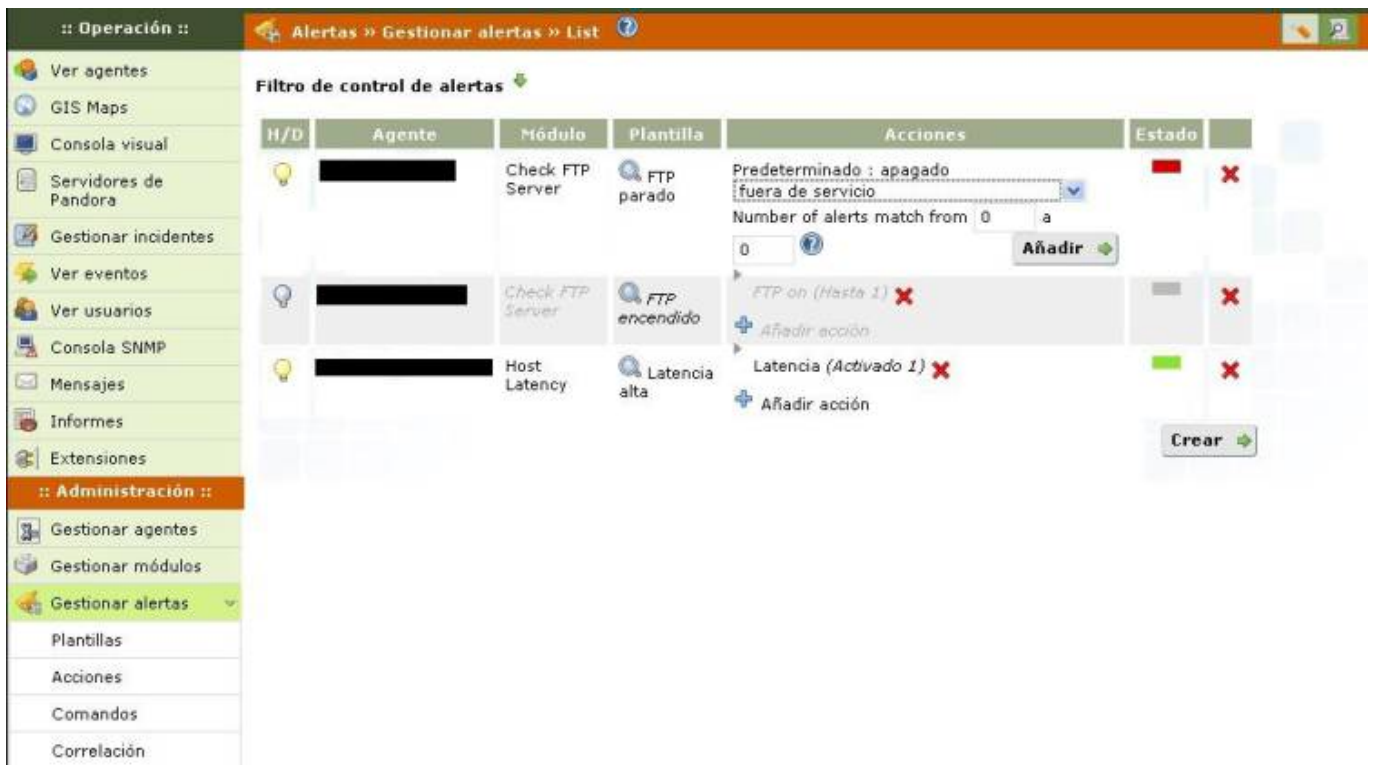 :: Operación ::
Ver agentes
GIS Maps
Consola visual
Servidores de
Pandora
Gestionar incidentes
Ver eventos
Ver usuarios
Consola SNMP
Mensajes
Informes
Extensiones
:: Administración ::
Gestionar agentes
Gestionar módulos
Gestionar alertas
Plantillas
Acciones
Comandos
Correlación
Alertas » Gestionar alertas » List
Filtro de control de alertas
H/D Agente Módulo Plantilla Acciones Estado
Check FTP
Server
FTP
parado
Predeterminado : apagado
fuera de servicio
Number of alerts match from 0 a
0 Añadir
Check FTP
Server
FTP
encendido
FTP on (Hasta 1)
Añadir acción
Host
Latency
Latencia
alta
Latencia (Activado 1)
Añadir acción
Crear